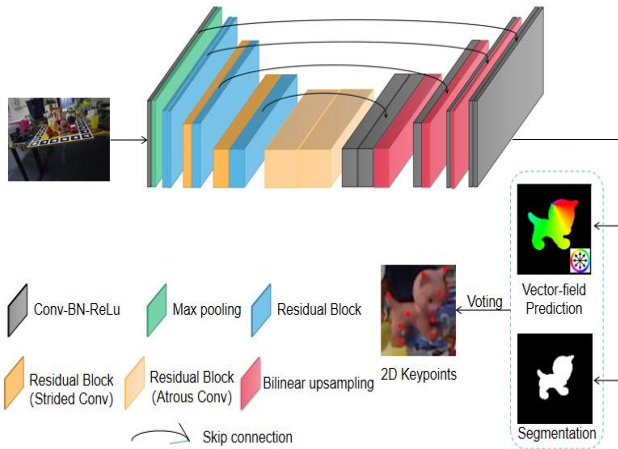 Conv-BN-ReLu
Max pooling
Residual Block
Residual Block
(Strided Conv)
Residual Block
(Atrous Conv)
Bilinear upsampling
Skip connection
2D Keypoints
Voting
Vector-field
Prediction
Segmentation